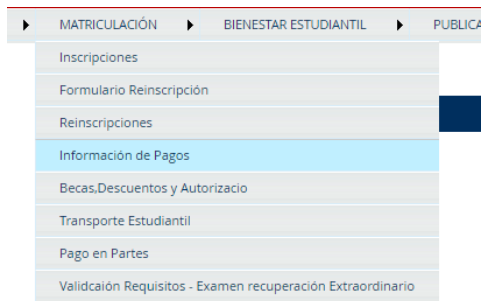 MATRICULACIÓN BIENESTAR ESTUDIANTIL PUBLICA
Inscripciones
Formulario Reinscripción
Reinscripciones
Información de Pagos
Becas,Descuentos y Autorizacio
Transporte Estudiantil
Pago en Partes
Validcaión Requisitos - Examen recuperación Extraordinario